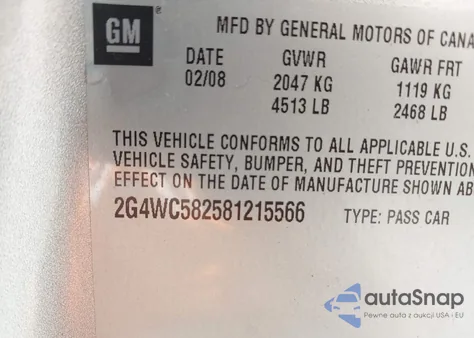 GM
MFD BY GENERAL MOTORS OF CANA
DATE GVWR GAWR FRT
02/08 2047 KG 1119 KG
4513 LB 2468 LB
THIS VEHICLE CONFORMS TO ALL APPLICABLE U.S.
VEHICLE SAFETY, BUMPER, AND THEFT PREVENTION
EFFECT ON THE DATE OF MANUFACTURE SHOWN AB
2G4WC582581215566 TYPE: PASS CAR
autoSnap
Pewne auto z aukcji USA - EU